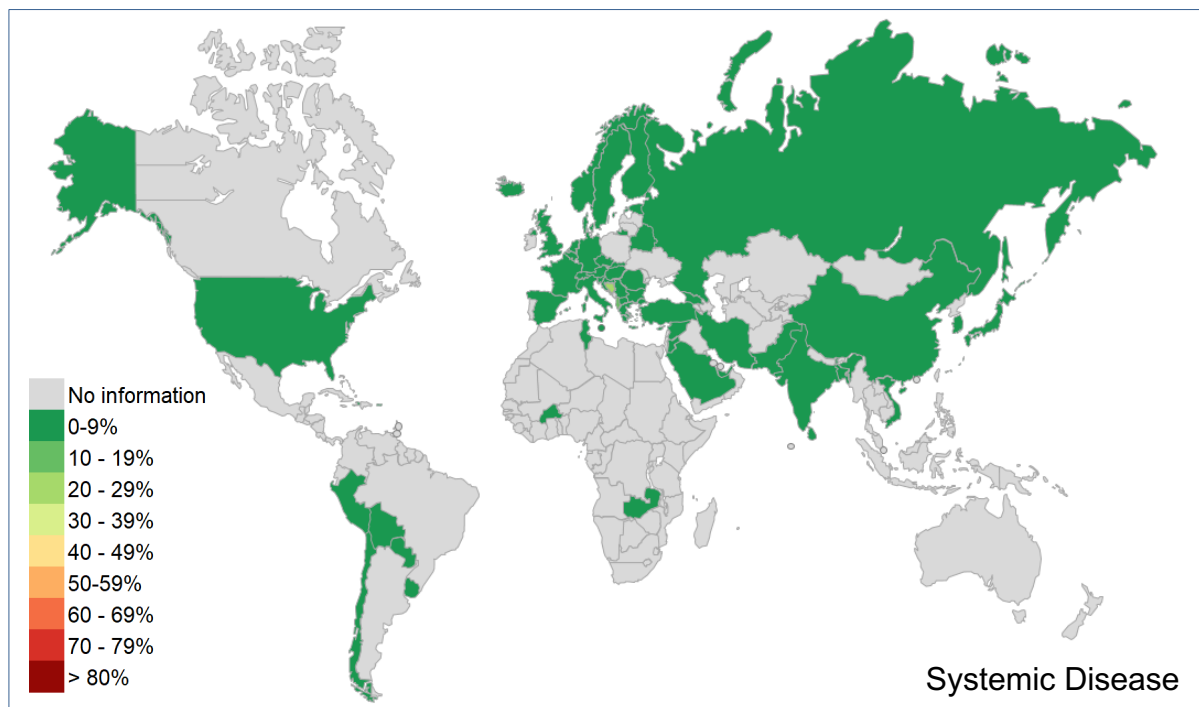 No information
0-9%
10 - 19%
20 - 29%
30 - 39%
40 - 49%
50-59%
60 - 69%
70 - 79%
> 80%
Systemic Disease